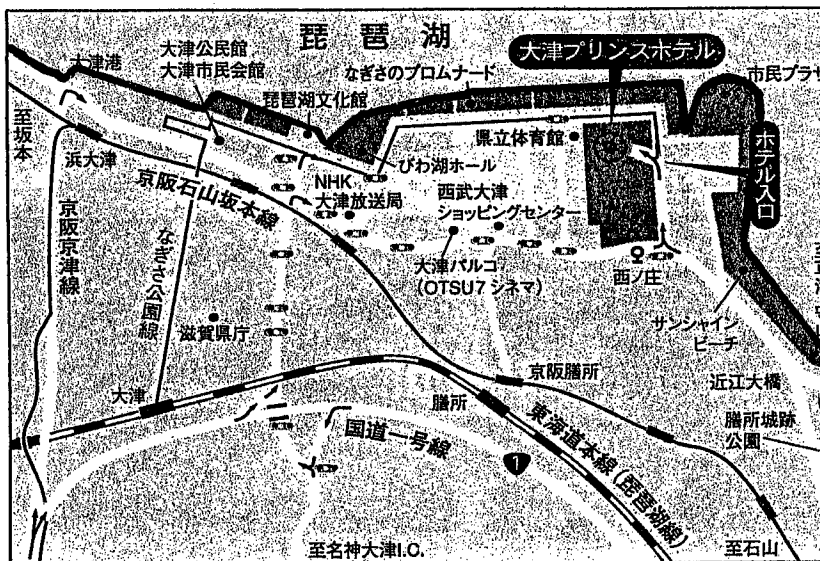 琵琶湖
大津プリンスホテル
大津港
大津公民館
大津市民会館
なぎさのプロムナード
市民プラザ
琵琶湖文化館
県立体育館
ホテル入口
至坂本
浜大津
びわ湖ホール
NHK
大津放送局
西武大津
ショッピングセンター
京阪石山坂本線
京阪京津線
なぎさ公園線
大津パルコ
(OTSU7シネマ)
西ノ庄
サンシャイン
ビーチ
滋賀県庁
京阪膳所
近江大橋
大津
膳所
膳所城跡
公園
国道一号線
1
東海道本線(琵琶湖線)
至名神大津I.C.
至石山